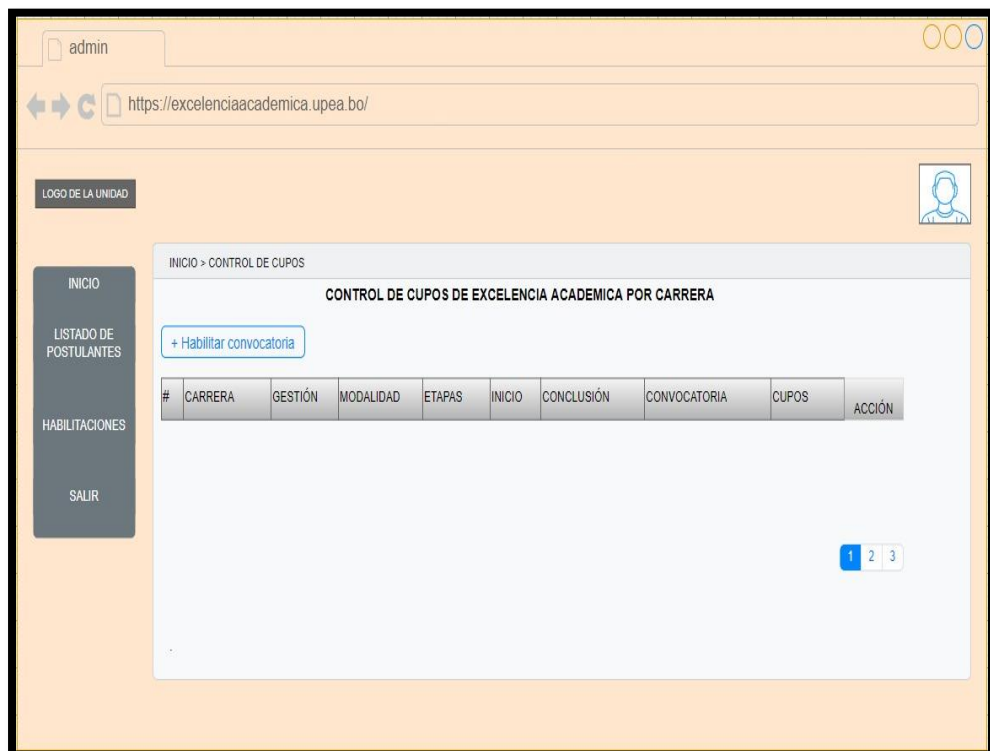 admin
https://excelenciaacademica.upea.bo/
LOGO DE LA UNIDAD
INICIO > CONTROL DE CUPOS
INICIO
CONTROL DE CUPOS DE EXCELENCIA ACADEMICA POR CARRERA
LISTADO DE
POSTULANTES
+ Habilitar convocatoria
# CARRERA GESTIÓN MODALIDAD ETAPAS INICIO CONCLUSIÓN CONVOCATORIA CUPOS ACCIÓN
HABILITACIONES
SALIR
1 2 3